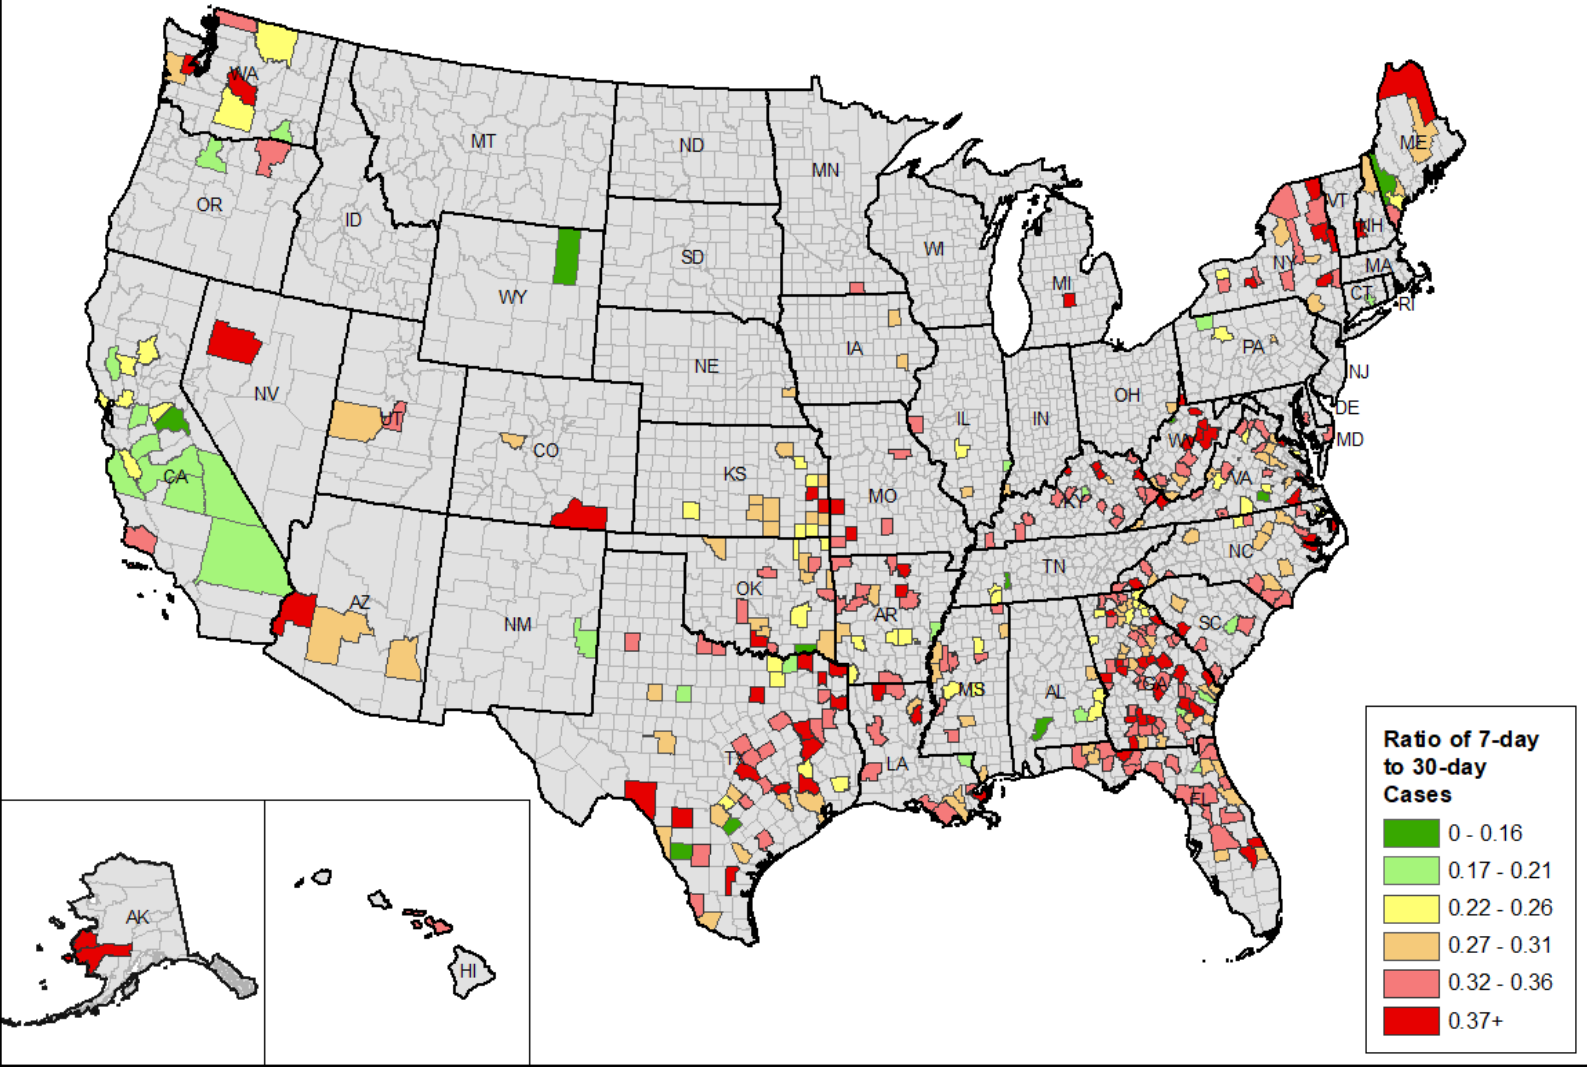 WA
MT
ND
MN
ME
OR
ID
WY
SD
WI
MI
VT
NH
NY
MA
CT
RI
NV
UT
CO
NE
IA
IL
IN
OH
PA
NJ
DE
MD
CA
KS
MO
KY
WV
VA
AZ
NM
OK
AR
TN
NC
SC
MS
AL
GA
TX
LA
FL
AK
HI
Ratio of 7-day
to 30-day
Cases
0 - 0.16
0.17 - 0.21
0.22 - 0.26
0.27 - 0.31
0.32 - 0.36
0.37+